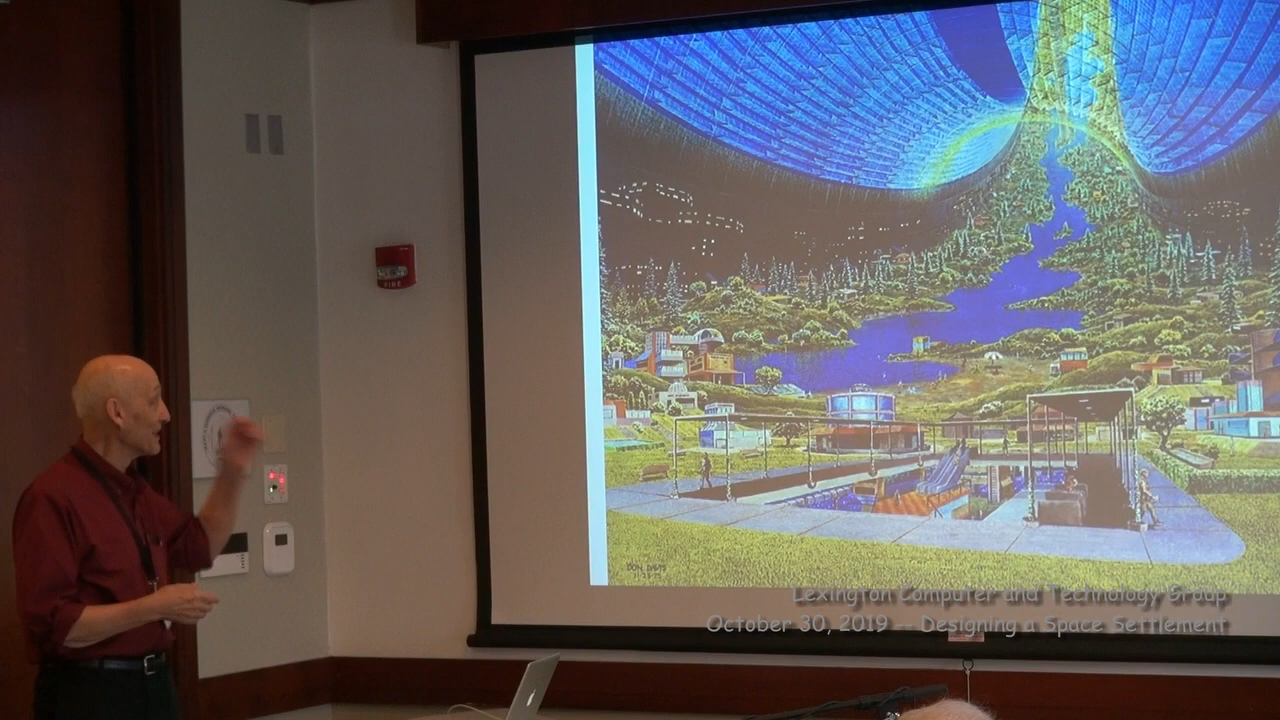 FIRE
DON DAVIS
Lexington Computer and Technology Group
October 30, 2019 -- Designing a Space Settlement